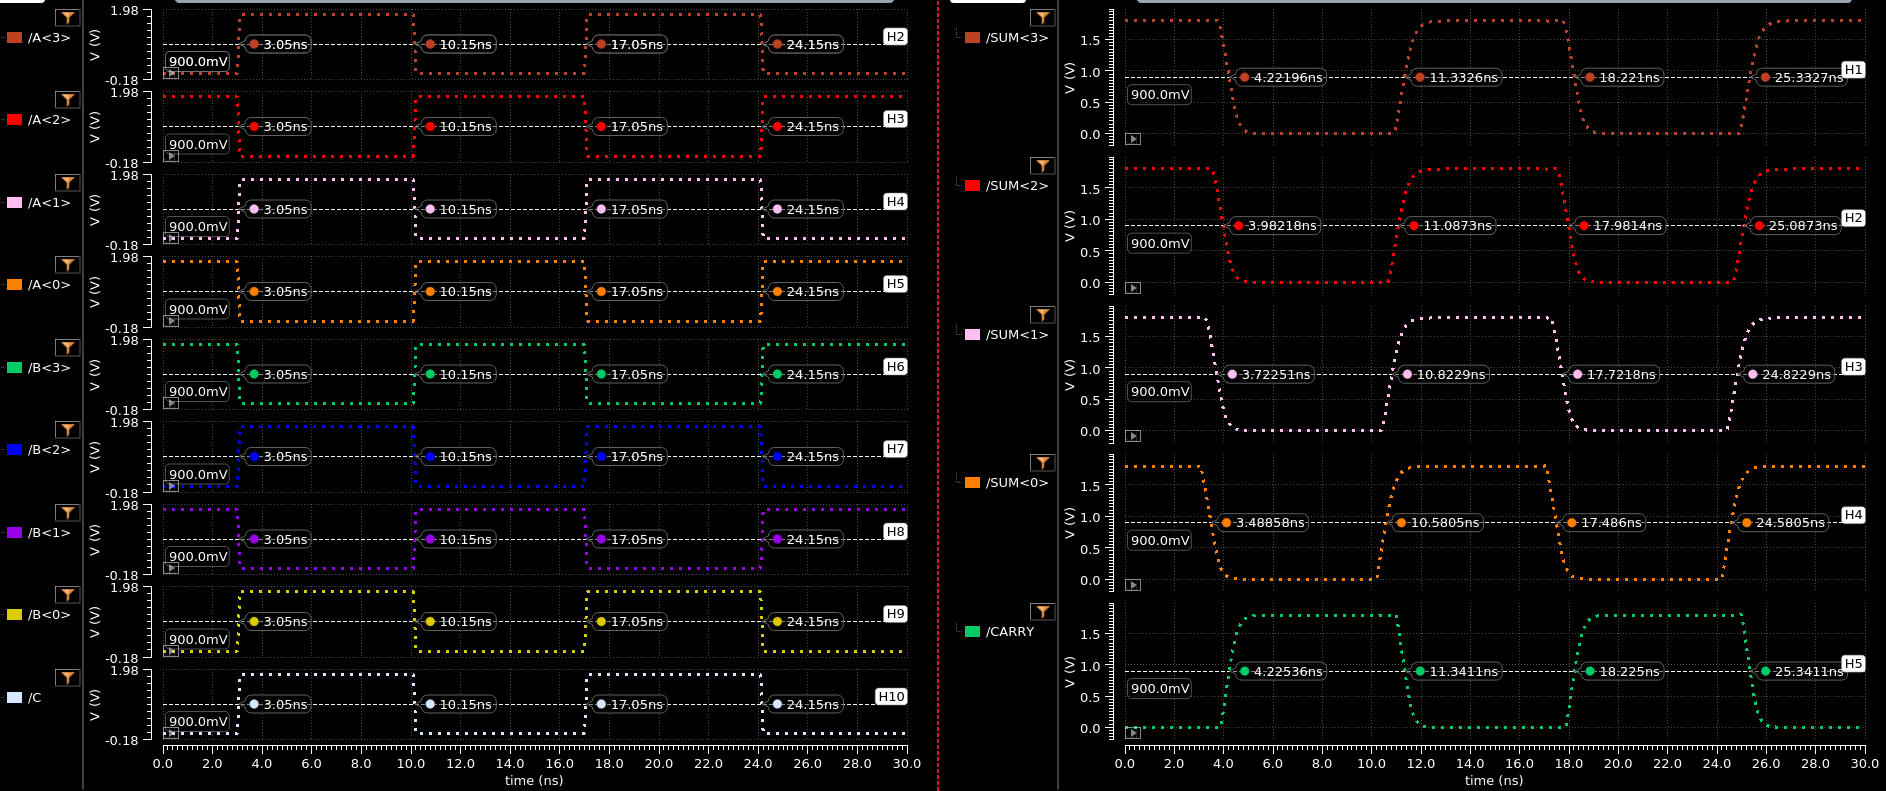 1.98
/A<3>
V (V)
900.0mV
3.05ns
10.15ns
17.05ns
24.15ns
H2
-0.18
1.98
/A<2>
V (V)
900.0mV
3.05ns
10.15ns
17.05ns
24.15ns
H3
-0.18
1.98
/A<1>
V (V)
900.0mV
3.05ns
10.15ns
17.05ns
24.15ns
H4
-0.18
1.98
/A<0>
V (V)
900.0mV
3.05ns
10.15ns
17.05ns
24.15ns
H5
-0.18
1.98
/B<3>
V (V)
900.0mV
3.05ns
10.15ns
17.05ns
24.15ns
H6
-0.18
1.98
/B<2>
V (V)
900.0mV
3.05ns
10.15ns
17.05ns
24.15ns
H7
-0.18
1.98
/B<1>
V (V)
900.0mV
3.05ns
10.15ns
17.05ns
24.15ns
H8
-0.18
1.98
/B<0>
V (V)
900.0mV
3.05ns
10.15ns
17.05ns
24.15ns
H9
-0.18
1.98
/C
V (V)
900.0mV
3.05ns
10.15ns
17.05ns
24.15ns
H10
-0.18
0.0 2.0 4.0 6.0 8.0 10.0 12.0 14.0 16.0 18.0 20.0 22.0 24.0 26.0 28.0 30.0
time (ns)
/SUM<3>
V (V)
1.5
1.0
0.5
0.0
900.0mV
4.22196ns
11.3326ns
18.221ns
25.3327ns
H1
/SUM<2>
V (V)
1.5
1.0
0.5
0.0
900.0mV
3.98218ns
11.0873ns
17.9814ns
25.0873ns
H2
/SUM<1>
V (V)
1.5
1.0
0.5
0.0
900.0mV
3.72251ns
10.8229ns
17.7218ns
24.8229ns
H3
/SUM<0>
V (V)
1.5
1.0
0.5
0.0
900.0mV
3.48858ns
10.5805ns
17.486ns
24.5805ns
H4
/CARRY
V (V)
1.5
1.0
0.5
0.0
900.0mV
4.22536ns
11.3411ns
18.225ns
25.3411ns
H5
0.0 2.0 4.0 6.0 8.0 10.0 12.0 14.0 16.0 18.0 20.0 22.0 24.0 26.0 28.0 30.0
time (ns)